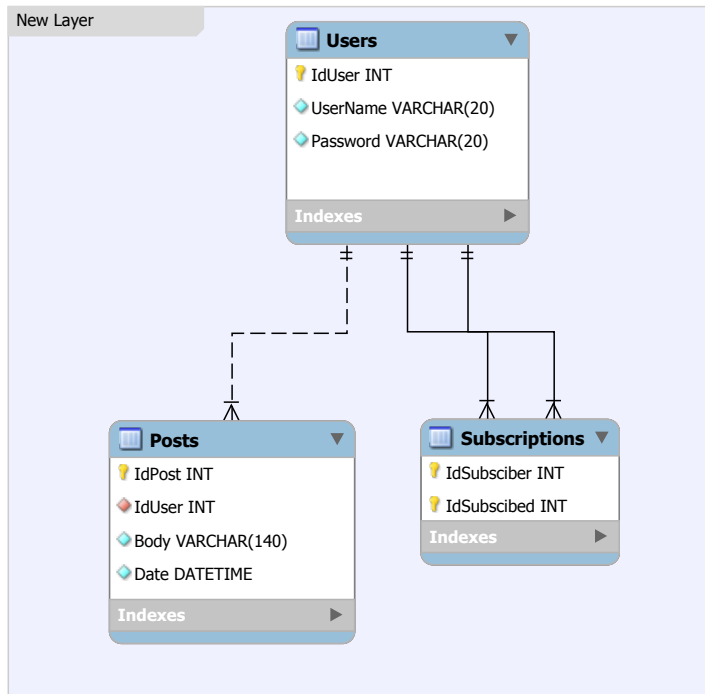 New Layer
Users
IdUser INT
UserName VARCHAR(20)
Password VARCHAR(20)
Indexes
Posts
IdPost INT
IdUser INT
Body VARCHAR(140)
Date DATETIME
Indexes
Subscriptions
IdSubsciber INT
IdSubscibed INT
Indexes